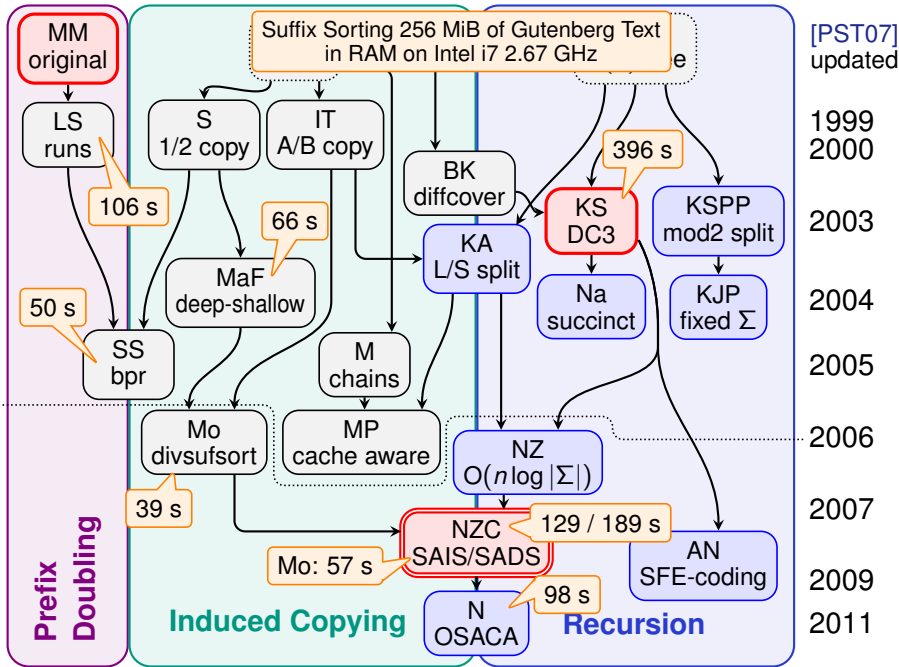 MM
original
Suffix Sorting 256 MiB of Gutenberg Text
in RAM on Intel i7 2.67 GHz
[PST07]
updated
LS
runs
S
1/2 copy
IT
A/B copy
1999
2000
BK
diffcover
396 s
106 s
66 s
KS
DC3
KSPP
mod2 split
2003
KA
L/S split
MaF
deep-shallow
Na
succinct
KJP
fixed Σ
2004
50 s
SS
bpr
M
chains
2005
Mo
divsufsort
MP
cache aware
NZ
O(n log |Σ|)
2006
39 s
2007
NZC
SAIS/SADS
129 / 189 s
Mo: 57 s
AN
SFE-coding
2009
98 s
N
OSACA
2011
Prefix
Doubling
Induced Copying
Recursion